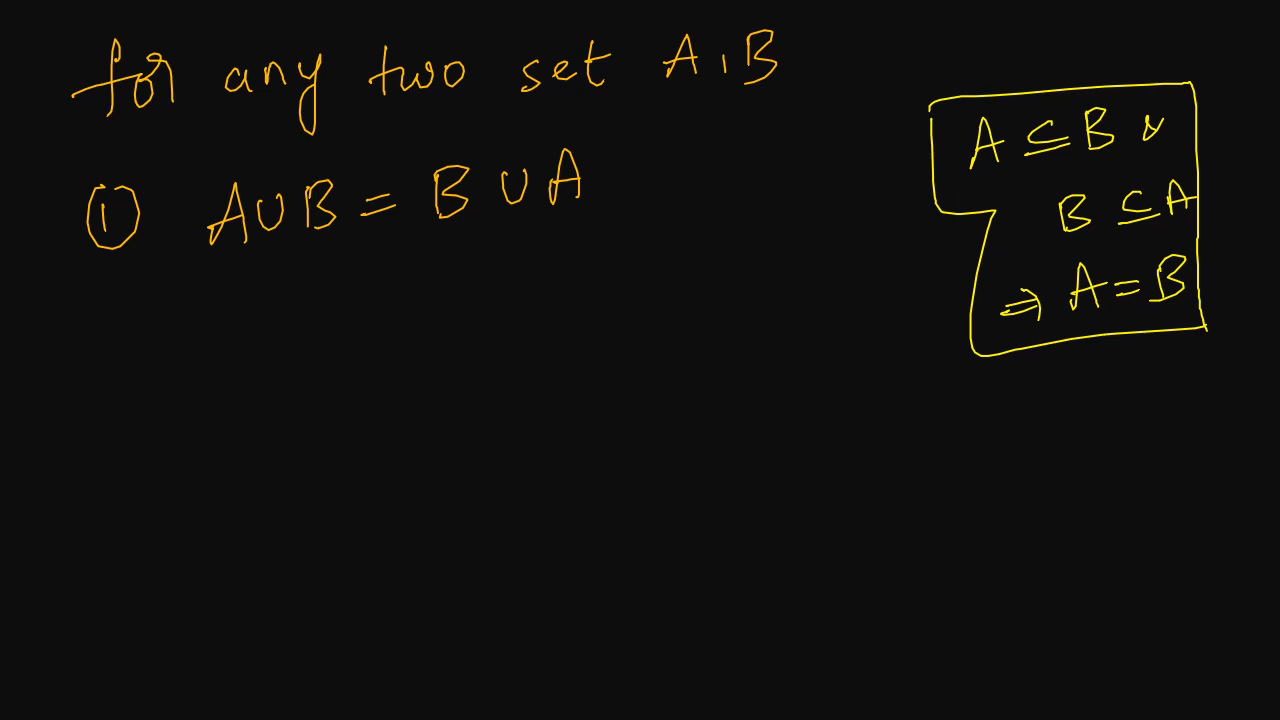 for any two set A, B
① A∪B = B∪A
A ⊆ B
B ⊆ A
⇒ A = B